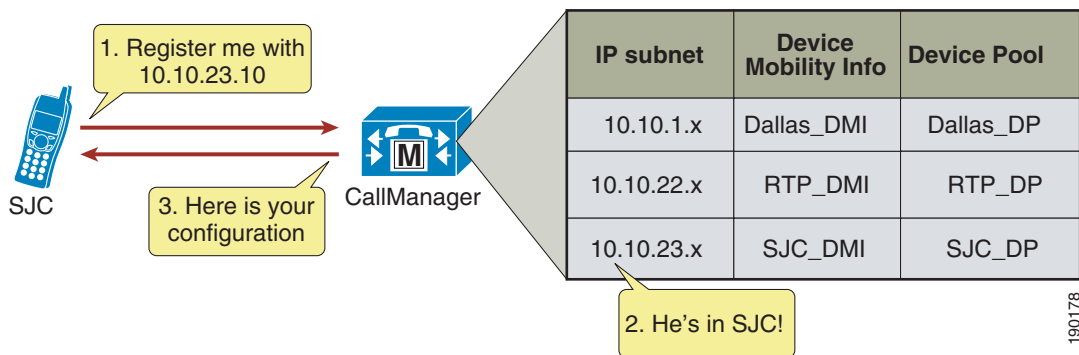 1. Register me with
10.10.23.10
SJC
3. Here is your
configuration
M
CallManager
IP subnet Device Mobility Info Device Pool
10.10.1.x Dallas_DMI Dallas_DP
10.10.22.x RTP_DMI RTP_DP
10.10.23.x SJC_DMI SJC_DP
2. He's in SJC!
190178